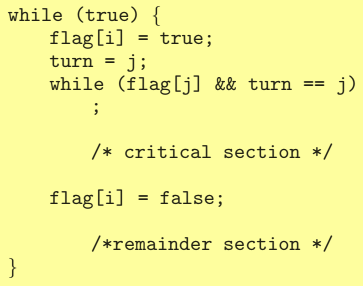 while (true) {
    flag[i] = true;
    turn = j;
    while (flag[j] && turn == j)
        ;
        /* critical section */
    flag[i] = false;
        /*remainder section */
}